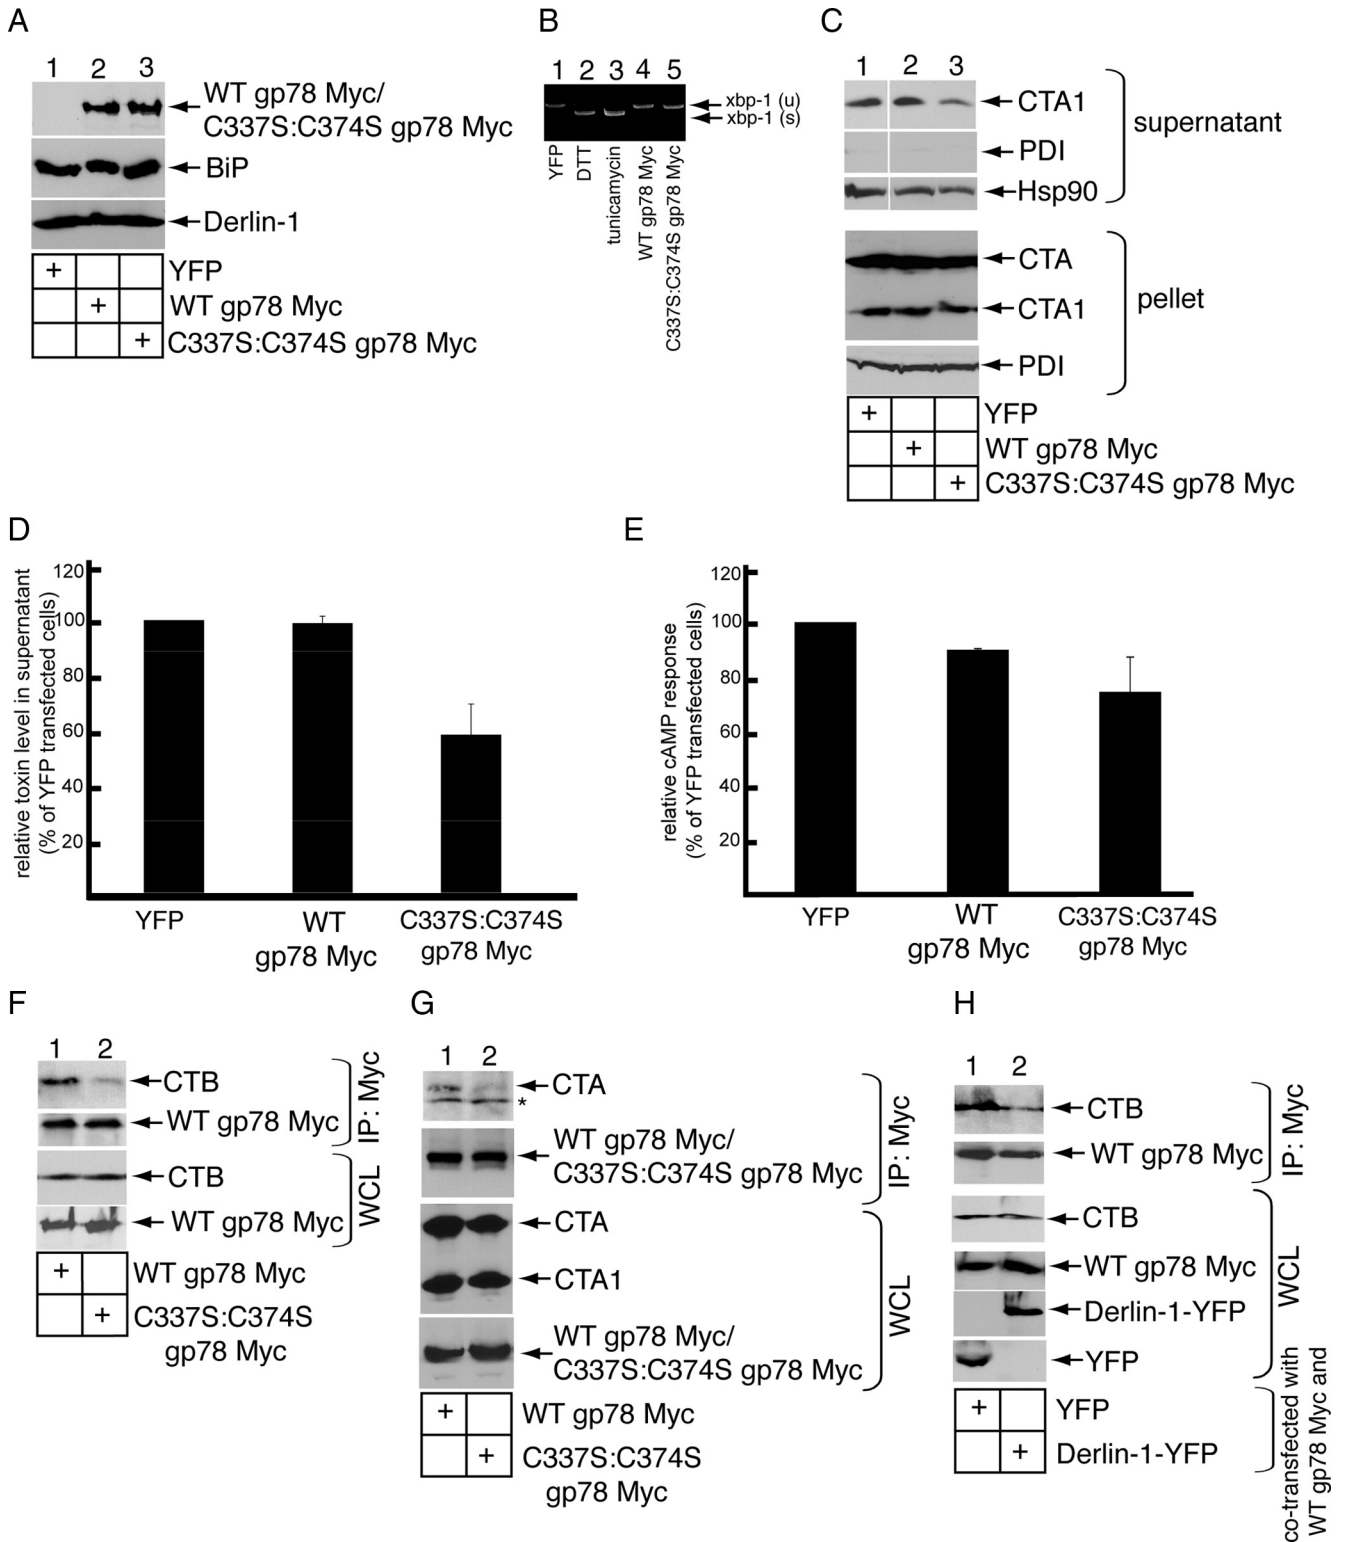 A
1 2 3
WT gp78 Myc/
C337S:C374S gp78 Myc
BiP
Derlin-1
+ YFP
+ WT gp78 Myc
+ C337S:C374S gp78 Myc
B
1 2 3 4 5
xbp-1 (u)
xbp-1 (s)
YFP
DTT
tunicamycin
WT gp78 Myc
C337S:C374S gp78 Myc
C
1 2 3
CTA1
PDI
Hsp90
supernatant
CTA
CTA1
PDI
pellet
+ YFP
+ WT gp78 Myc
+ C337S:C374S gp78 Myc
D
relative toxin level in supernatant
(% of YFP transfected cells)
120
100
80
60
40
20
YFP
WT
gp78 Myc
C337S:C374S
gp78 Myc
E
relative cAMP response
(% of YFP transfected cells)
120
100
80
60
40
20
YFP
WT
gp78 Myc
C337S:C374S
gp78 Myc
F
1 2
CTB
WT gp78 Myc
IP: Myc
CTB
WT gp78 Myc
WCL
+ WT gp78 Myc
+ C337S:C374S
gp78 Myc
G
1 2
CTA
*
WT gp78 Myc/
C337S:C374S gp78 Myc
IP: Myc
CTA
CTA1
WT gp78 Myc/
C337S:C374S gp78 Myc
WCL
+ WT gp78 Myc
+ C337S:C374S
gp78 Myc
H
1 2
CTB
WT gp78 Myc
IP: Myc
CTB
WT gp78 Myc
Derlin-1-YFP
YFP
WCL
+ YFP
+ Derlin-1-YFP
co-transfected with
WT gp78 Myc and